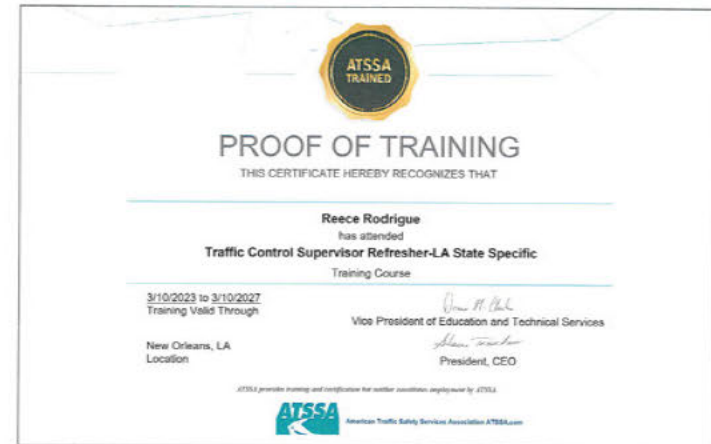 ATSSA
TRAINED
PROOF OF TRAINING
THIS CERTIFICATE HEREBY RECOGNIZES THAT
Reece Rodrigue
has attended
Traffic Control Supervisor Refresher-LA State Specific
Training Course
3/10/2023 to 3/10/2027
Training Valid Through
Vice President of Education and Technical Services
New Orleans, LA
Location
President, CEO
ATSSA provides training and certification but neither constitutes employment by ATSSA.
ATSSA
American Traffic Safety Services Association ATSSA.com